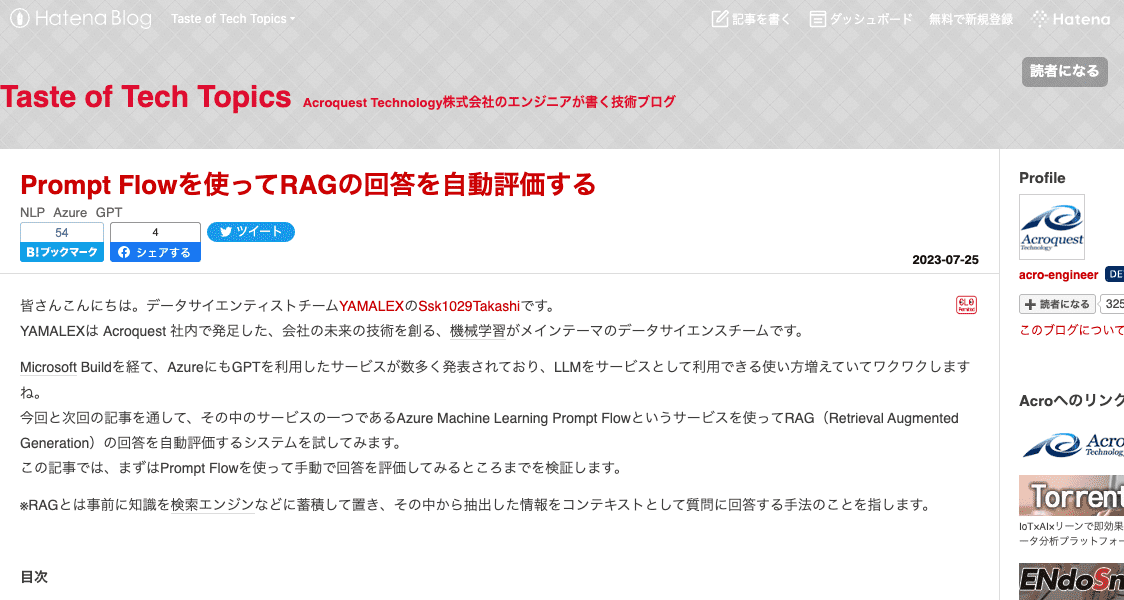 Hatena Blog
Taste of Tech Topics
記事を書く
ダッシュボード
無料で新規登録
Hatena
読者になる
Taste of Tech Topics
Acroquest Technology株式会社のエンジニアが書く技術ブログ
Prompt Flowを使ってRAGの回答を自動評価する
NLP Azure GPT
54
B!ブックマーク
4
シェアする
ツイート
2023-07-25
皆さんこんにちは。データサイエンティストチームYAMALEXのSsk1029Takashiです。
YAMALEXは Acroquest 社内で発足した、会社の未来の技術を創る、機械学習がメインテーマのデータサイエンスチームです。
Microsoft Buildを経て、AzureにもGPTを利用したサービスが数多く発表されており、LLMをサービスとして利用できる使い方増えていてワクワクします
ね。
今回と次回の記事を通して、その中のサービスの一つであるAzure Machine Learning Prompt Flowというサービスを使ってRAG（Retrieval Augmented
Generation）の回答を自動評価するシステムを試してみます。
この記事では、まずはPrompt Flowを使って手動で回答を評価してみるところまでを検証します。
※RAGとは事前に知識を検索エンジンなどに蓄積して置き、その中から抽出した情報をコンテキストとして質問に回答する手法のことを指します。
目次
Profile
Acroquest
Technology
acro-engineer
読者になる
325
このブログについて
Acroへのリンク
Torrent
IoT×AI×リーンで即効果
ータ分析プラットフォー